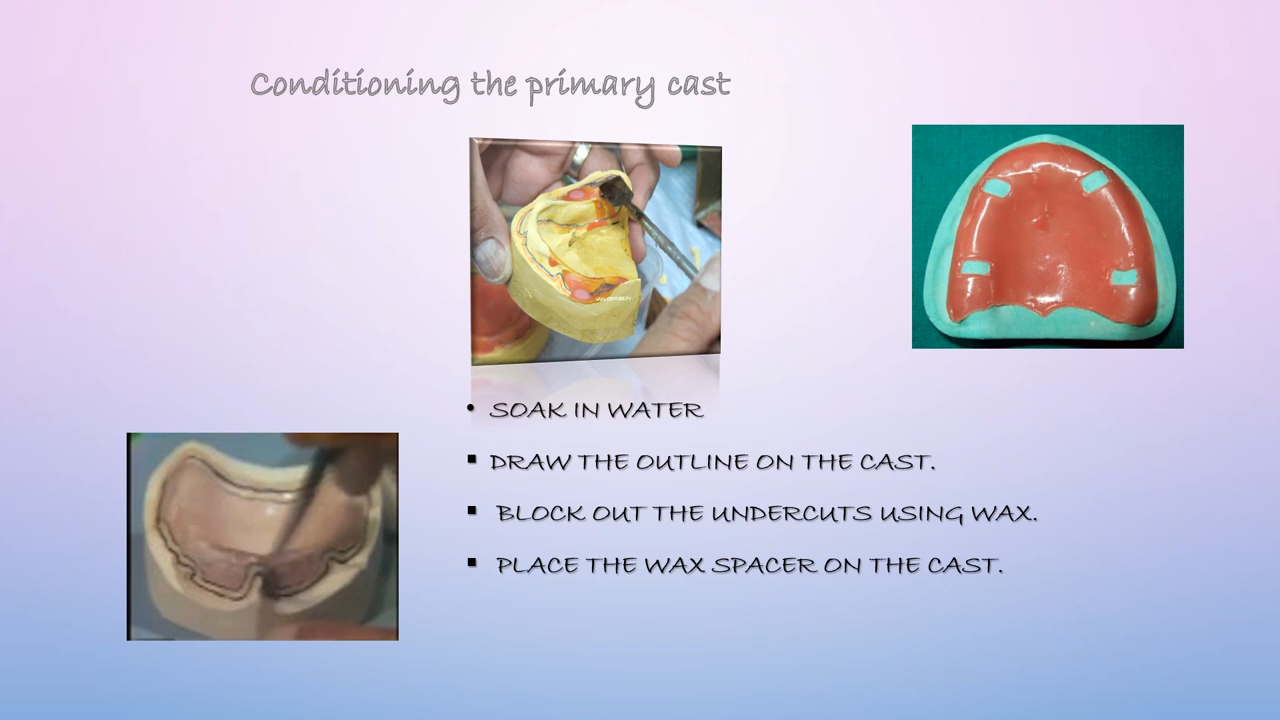 Conditioning the primary cast
• SOAK IN WATER
▪ DRAW THE OUTLINE ON THE CAST.
▪ BLOCK OUT THE UNDERCUTS USING WAX.
▪ PLACE THE WAX SPACER ON THE CAST.